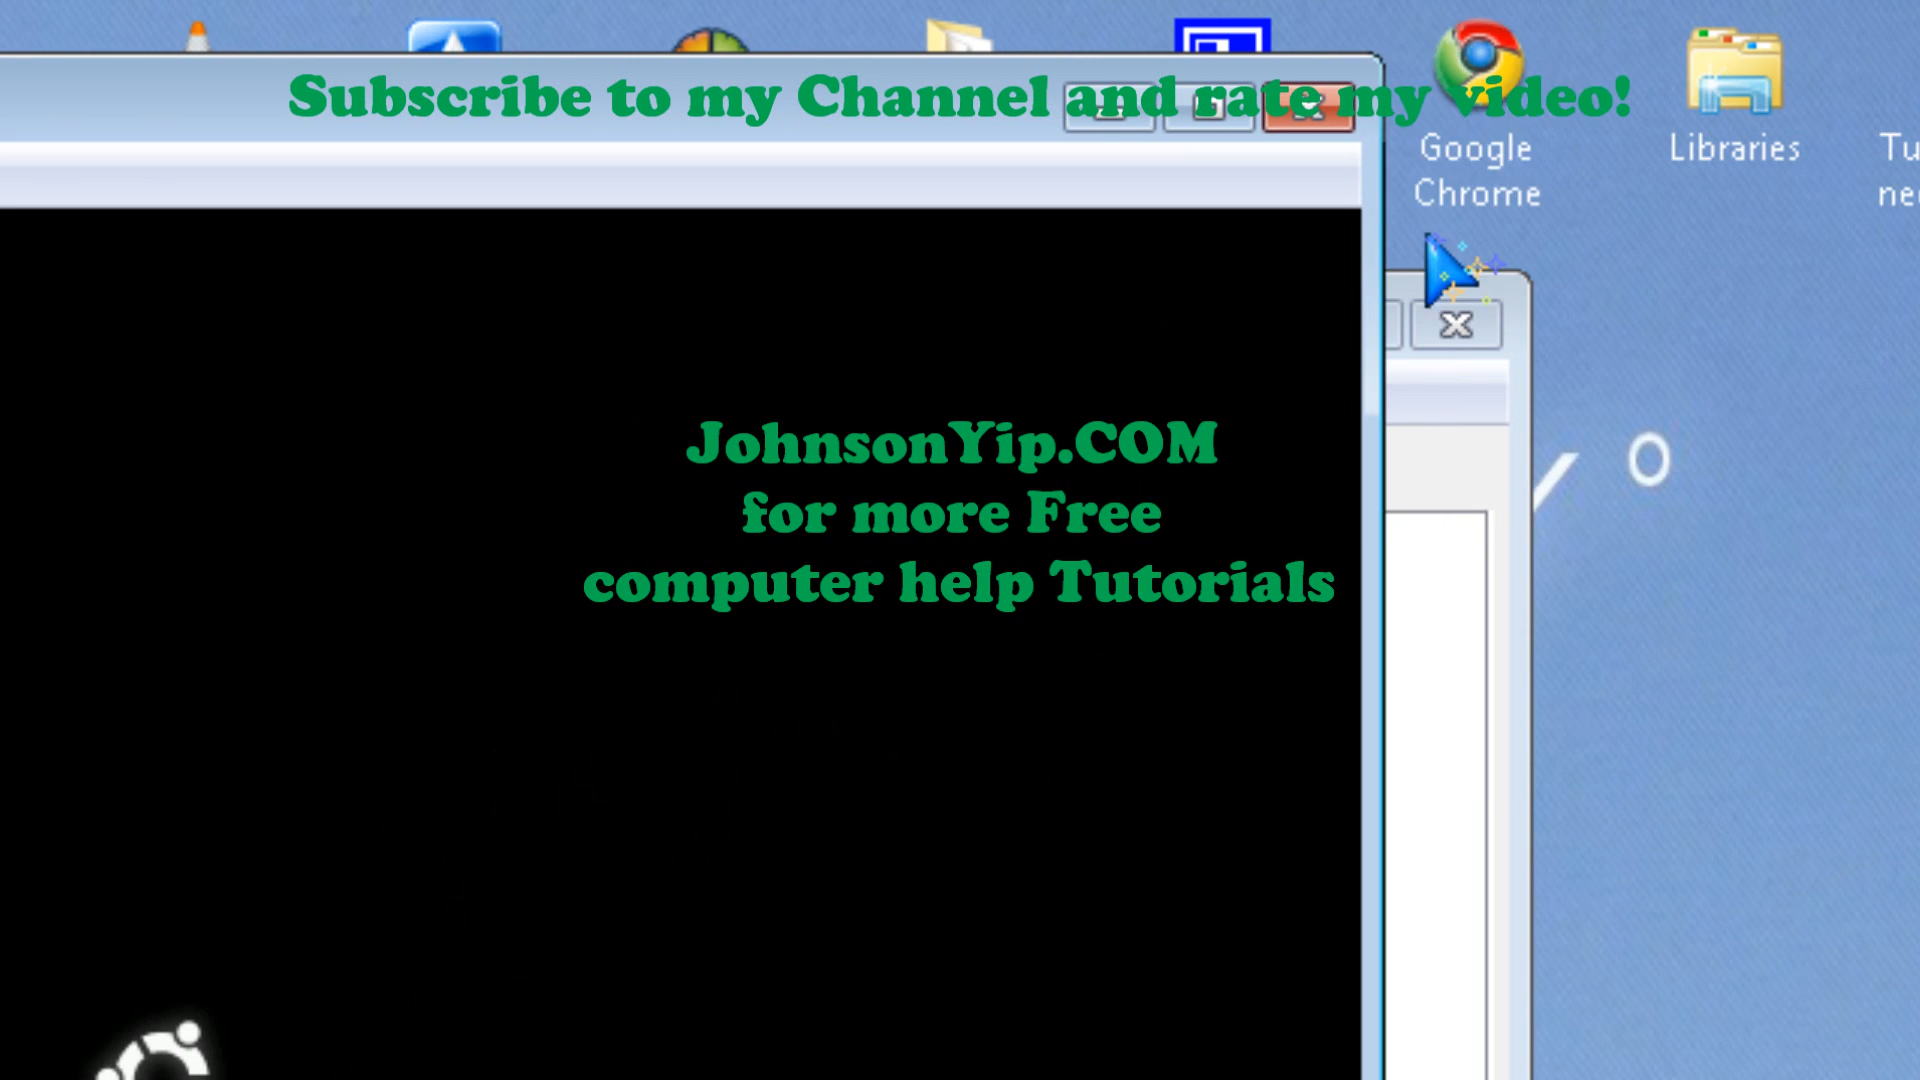 Subscribe to my Channel and rate my video!
Google
Chrome
Libraries
JohnsonYip.COM
for more Free
computer help Tutorials